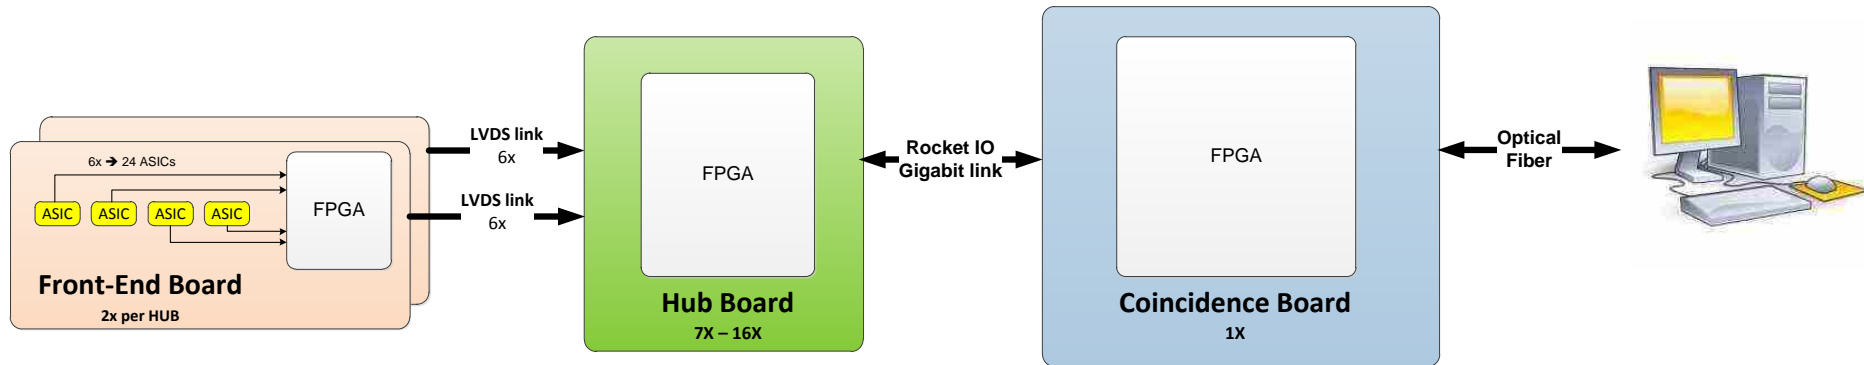 6x ➔ 24 ASICs
ASIC
ASIC
ASIC
ASIC
FPGA
Front-End Board
2x per HUB
LVDS link
6x
LVDS link
6x
FPGA
Hub Board
7X – 16X
Rocket IO
Gigabit link
FPGA
Coincidence Board
1X
Optical
Fiber